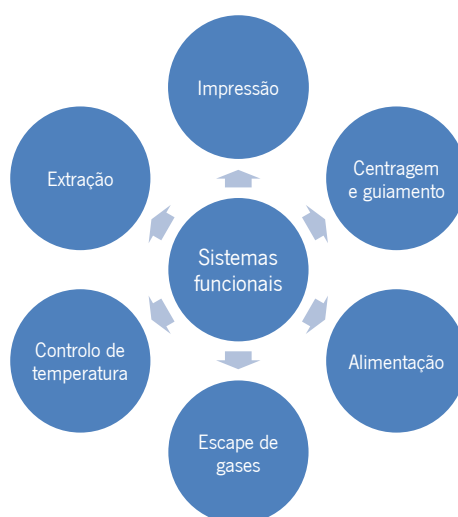 Impressão
Centragem
e guiamento
Alimentação
Escape de
gases
Controlo de
temperatura
Extração
Sistemas
funcionais